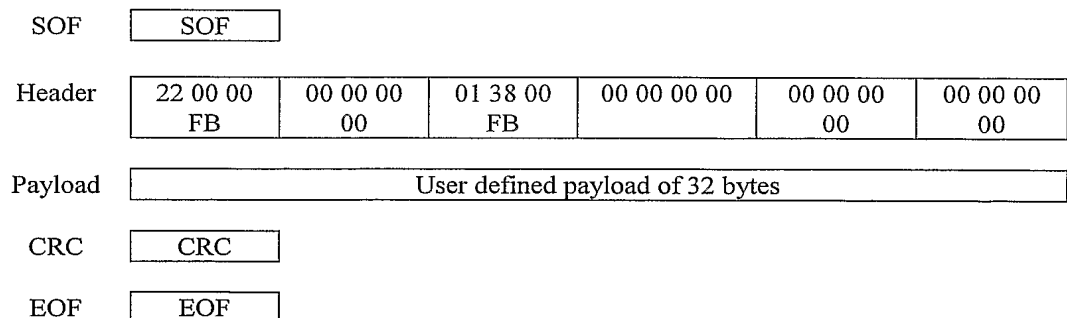 SOF SOF
Header 22 00 00 00 00 00 01 38 00 00 00 00 00 00 00 00 00 00 00
FB 00 FB 00 00
Payload User defined payload of 32 bytes
CRC CRC
EOF EOF